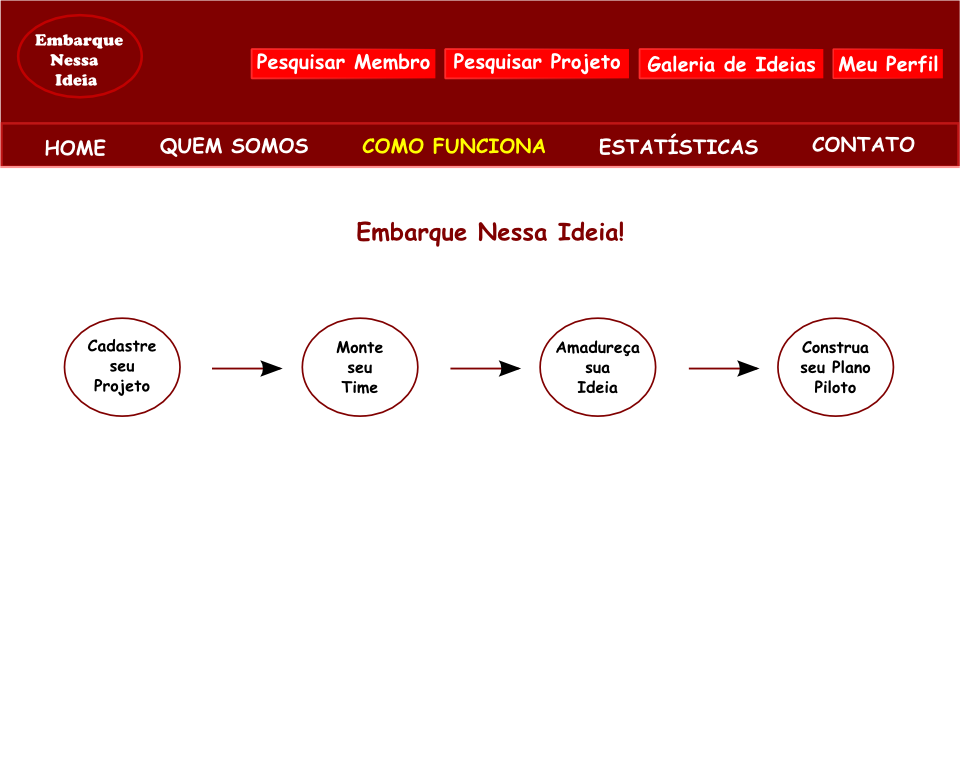 Embarque
Nessa
Ideia
Pesquisar Membro
Pesquisar Projeto
Galeria de Ideias
Meu Perfil
HOME
QUEM SOMOS
COMO FUNCIONA
ESTATÍSTICAS
CONTATO
Embarque Nessa Ideia!
Cadastre
seu
Projeto
Monte
seu
Time
Amadureça
sua
Ideia
Construa
seu Plano
Piloto